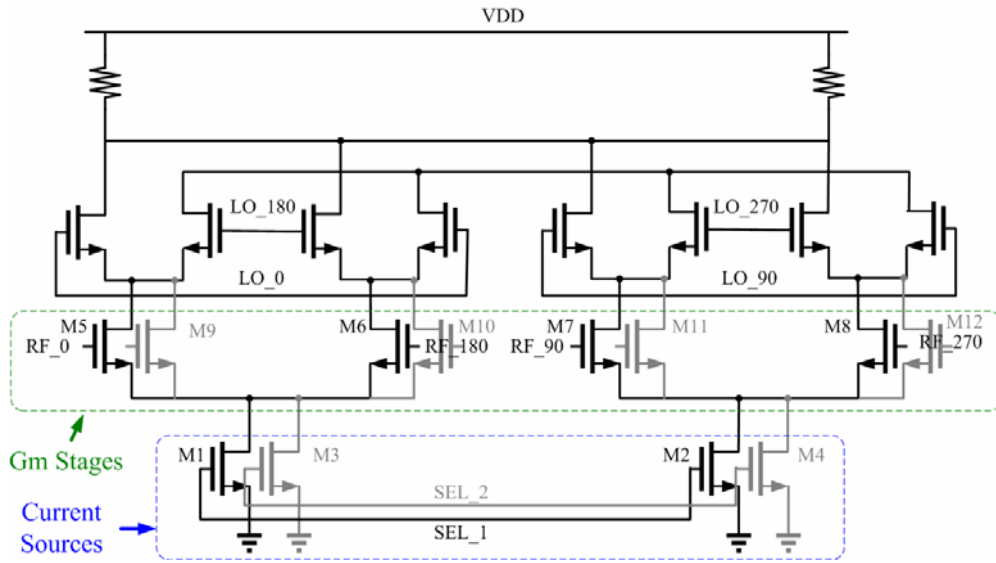 VDD
LO_180
LO_270
LO_0
LO_90
M5
M9
M6
M10
M7
M11
M8
M12
RF_0
RF_180
RF_90
RF_270
Gm Stages
M1
M3
M2
M4
SEL_2
SEL_1
Current
Sources